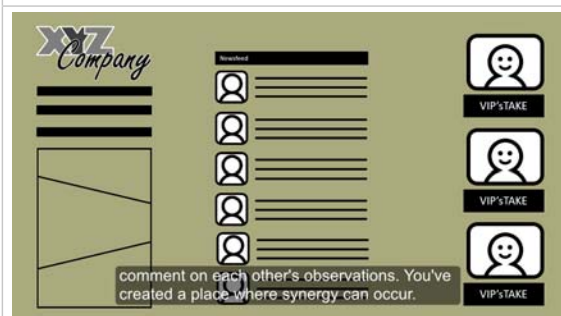 XYZ
Company
Newsfeed
VIP'sTAKE
VIP'sTAKE
VIP'sTAKE
comment on each other's observations. You've
created a place where synergy can occur.